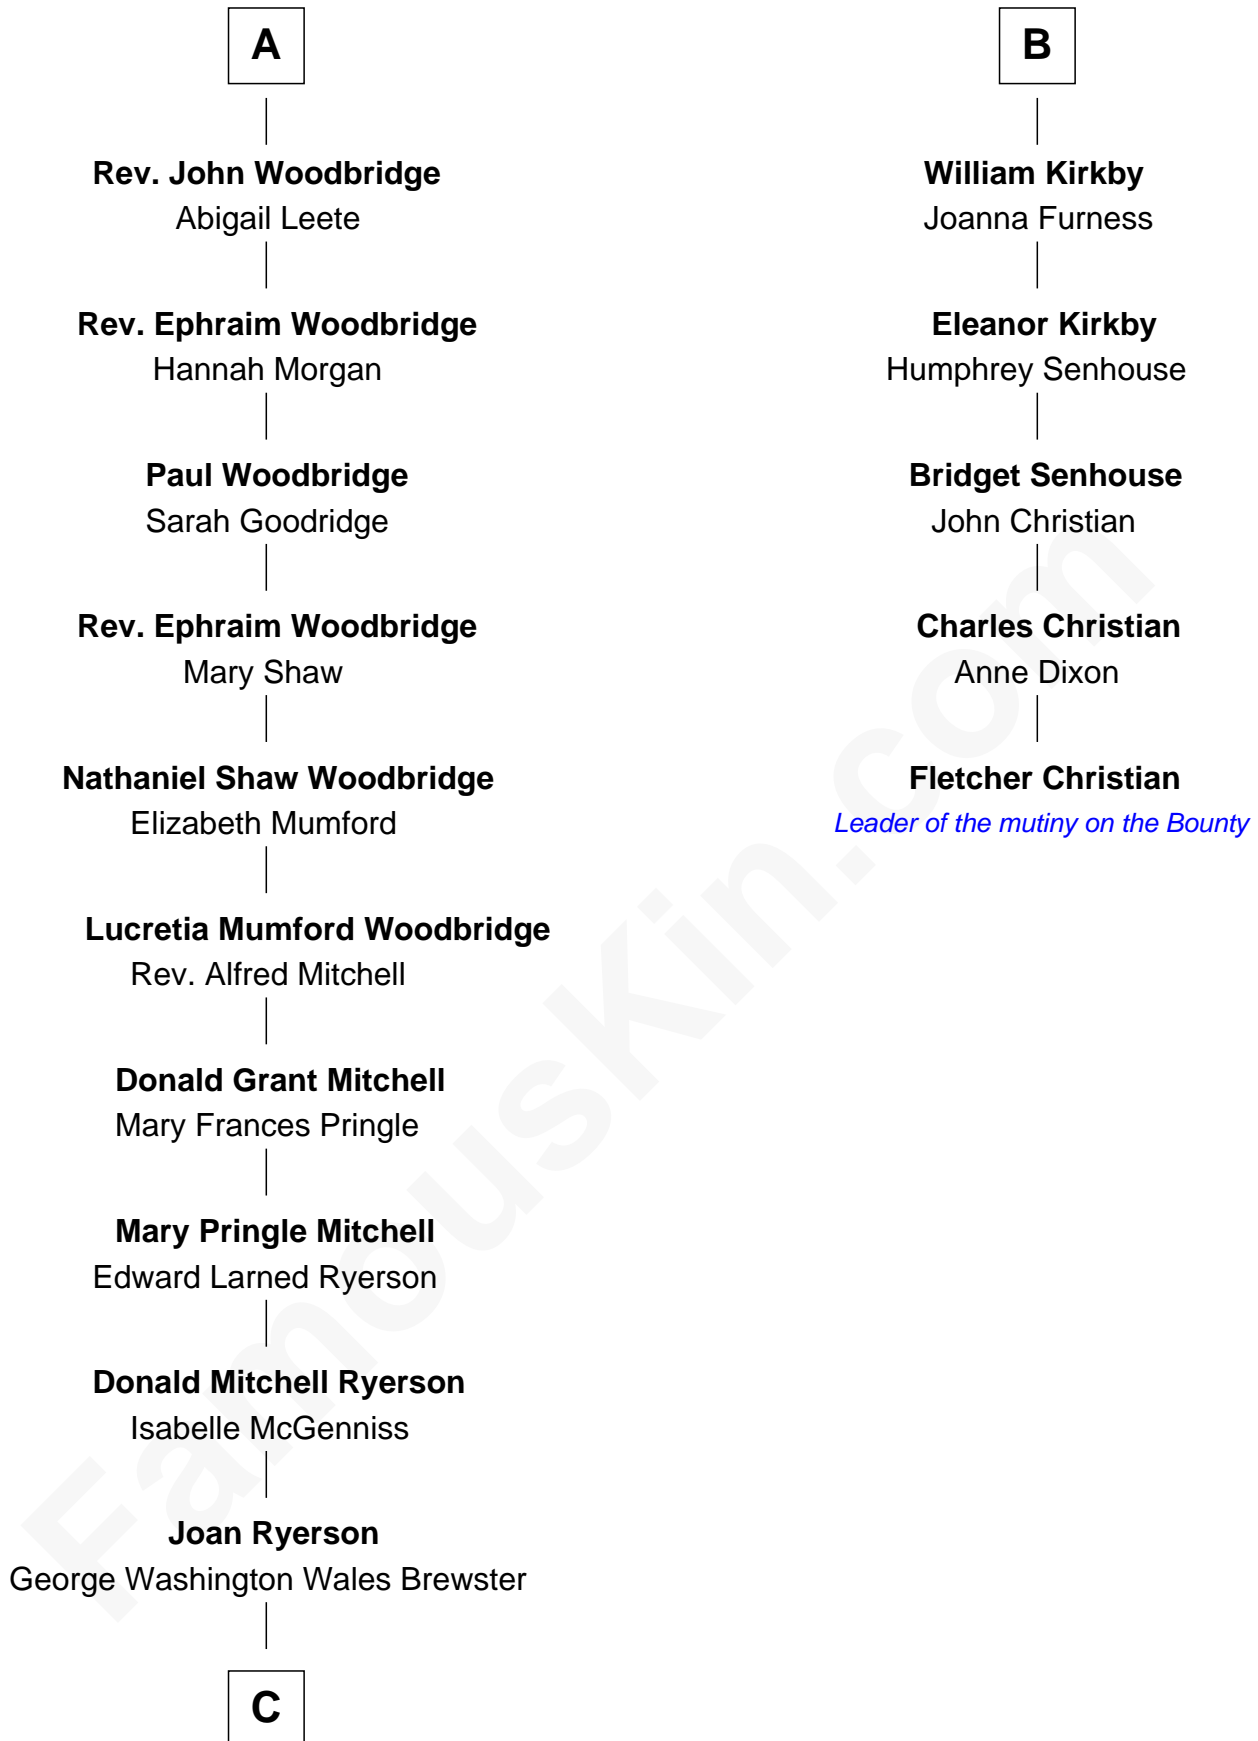 A
Rev. John Woodbridge
Abigail Leete
Rev. Ephraim Woodbridge
Hannah Morgan
Paul Woodbridge
Sarah Goodridge
Rev. Ephraim Woodbridge
Mary Shaw
Nathaniel Shaw Woodbridge
Elizabeth Mumford
Lucretia Mumford Woodbridge
Rev. Alfred Mitchell
Donald Grant Mitchell
Mary Frances Pringle
Mary Pringle Mitchell
Edward Larned Ryerson
Donald Mitchell Ryerson
Isabelle McGenniss
Joan Ryerson
George Washington Wales Brewster
C
B
William Kirkby
Joanna Furness
Eleanor Kirkby
Humphrey Senhouse
Bridget Senhouse
John Christian
Charles Christian
Anne Dixon
Fletcher Christian
Leader of the mutiny on the Bounty
FamousKin.com